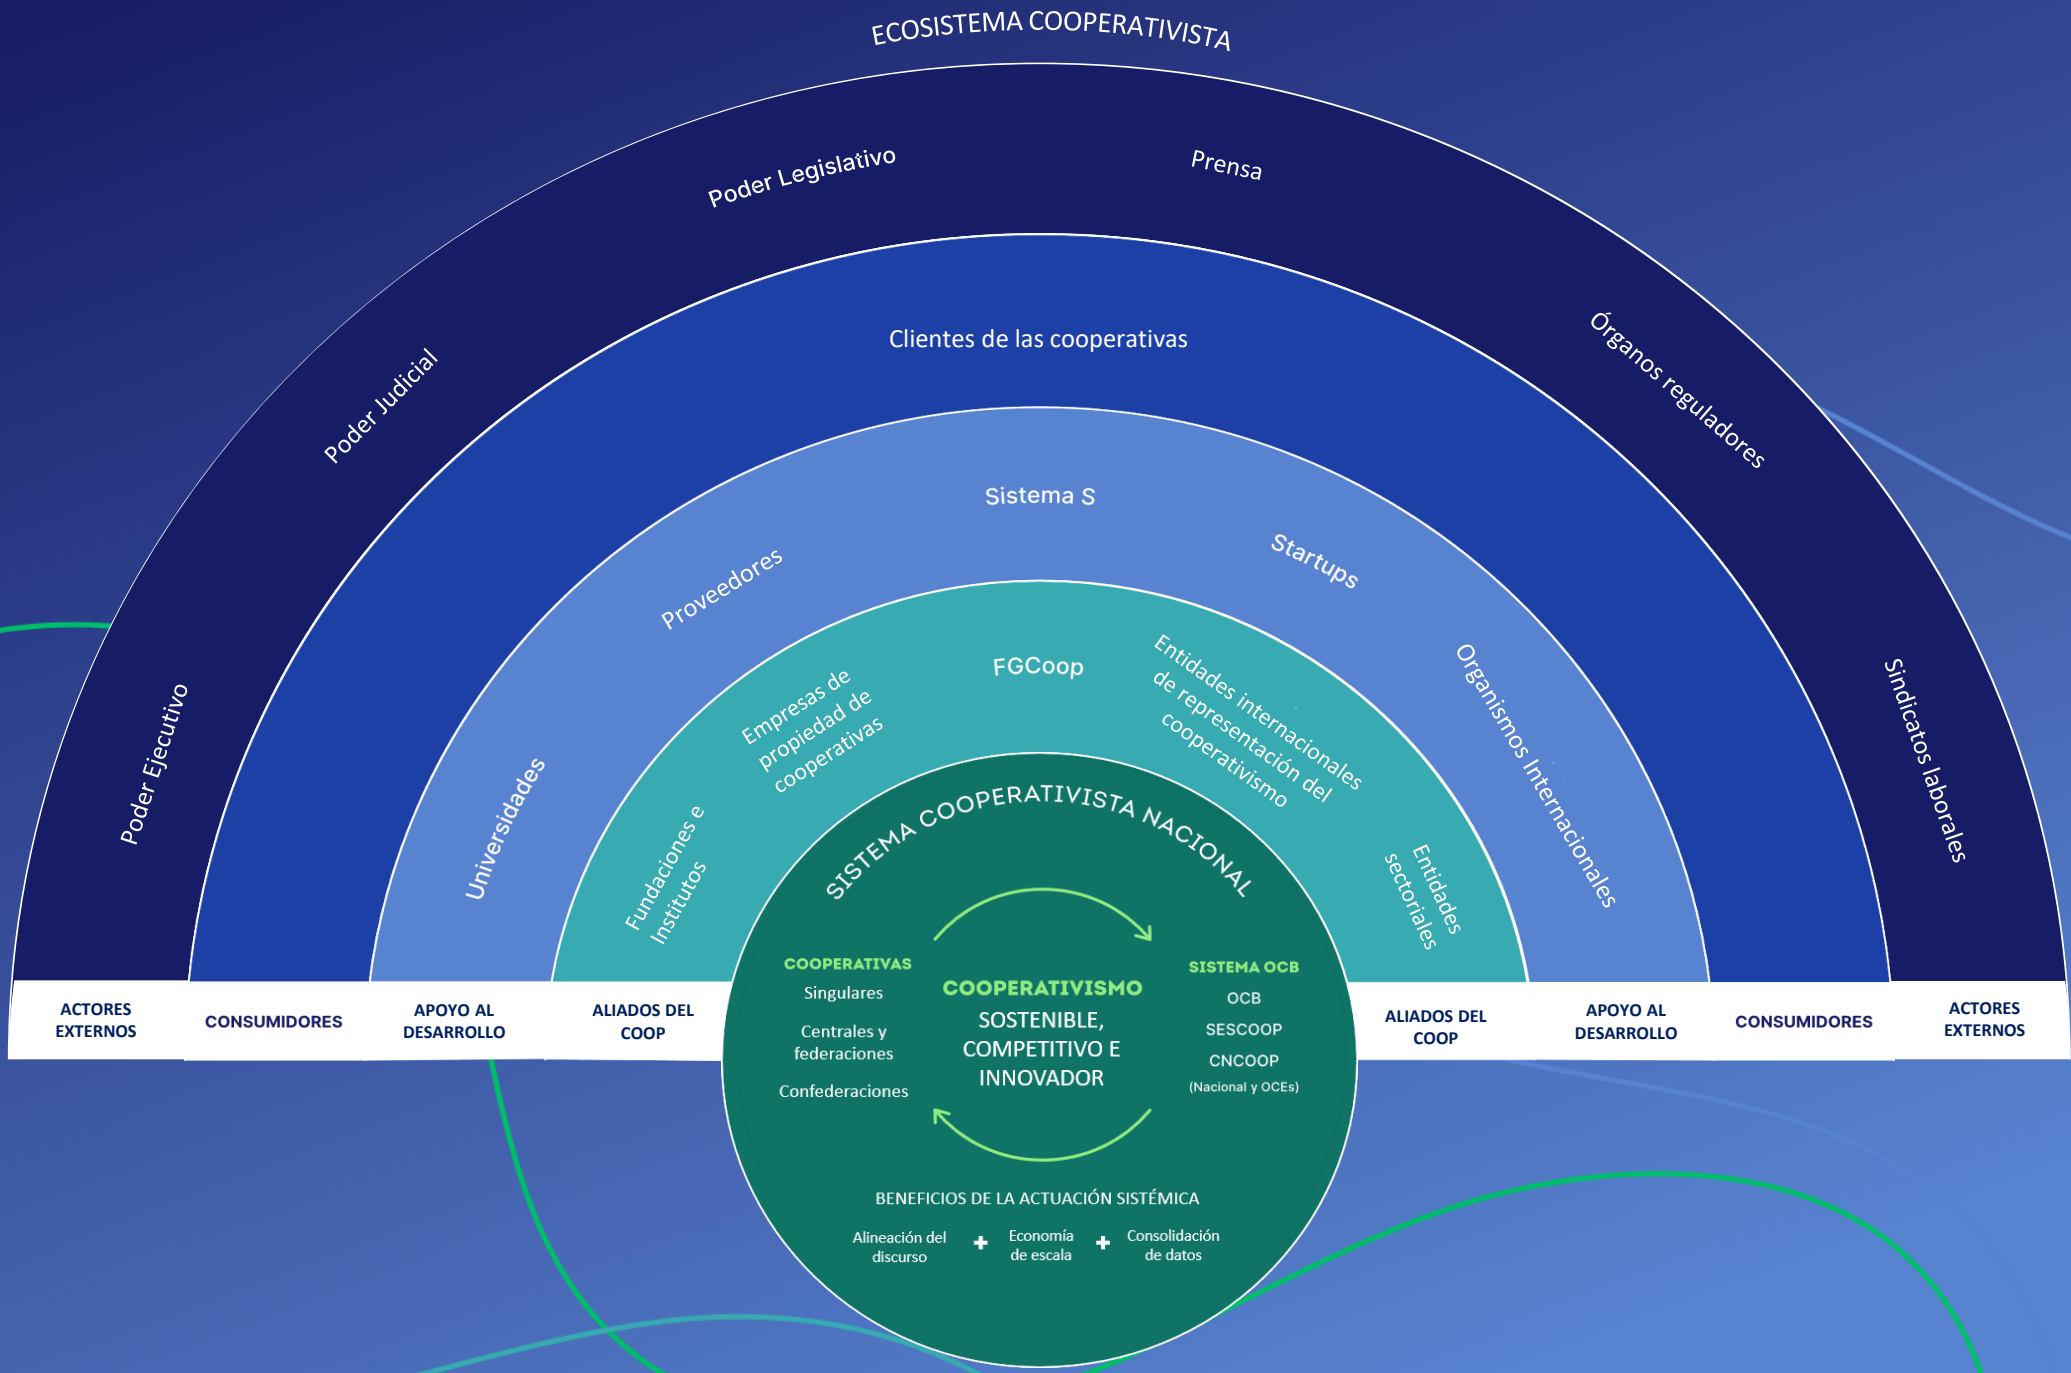 ECOSISTEMA COOPERATIVISTA
Poder Ejecutivo
Poder Judicial
Poder Legislativo
Prensa
Órganos reguladores
Sindicatos laborales
Clientes de las cooperativas
Universidades
Proveedores
Sistema S
Startups
Organismos Internacionales
Fundaciones e
Institutos
Empresas de
propiedad de
cooperativas
FGCoop
Entidades internacionales
de representación del
cooperativismo
Entidades
sectoriales
ACTORES
EXTERNOS
CONSUMIDORES
APOYO AL
DESARROLLO
ALIADOS DEL
COOP
SISTEMA COOPERATIVISTA NACIONAL
COOPERATIVAS
Singulares
Centrales y
federaciones
Confederaciones
COOPERATIVISMO
SOSTENIBLE,
COMPETITIVO E
INNOVADOR
SISTEMA OCB
OCB
SESCOOP
CNCOOP
(Nacional y OCEs)
BENEFICIOS DE LA ACTUACIÓN SISTÉMICA
Alineación del
discurso
+
Economía
de escala
+
Consolidación
de datos
ALIADOS DEL
COOP
APOYO AL
DESARROLLO
CONSUMIDORES
ACTORES
EXTERNOS